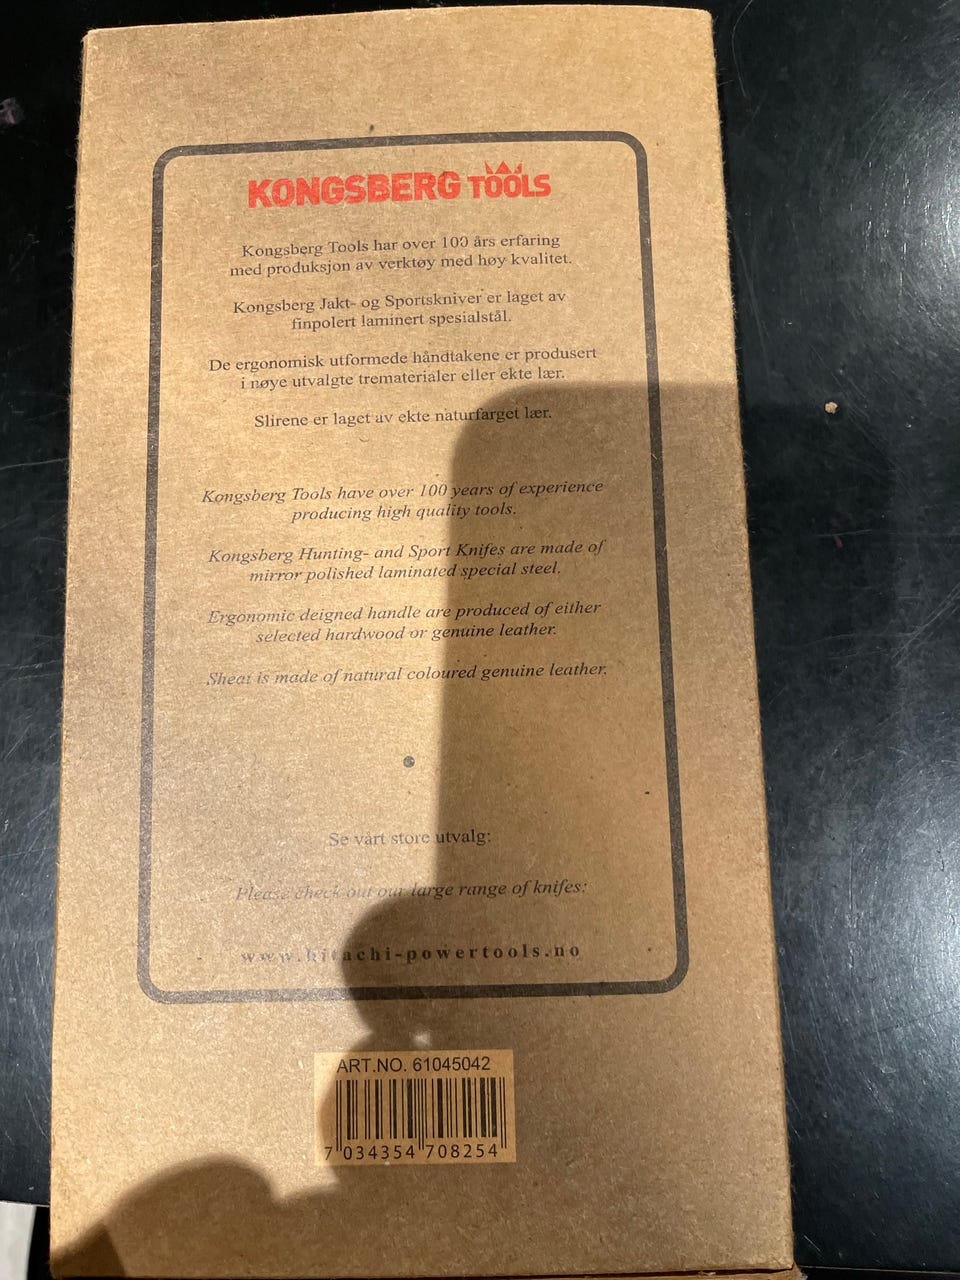 KONGSBERG TOOLS
Kongsberg Tools har over 100 års erfaring
med produksjon av verktøy med høy kvalitet.
Kongsberg Jakt- og Sportskniver er laget av
finpolert laminert spesialstål.
De ergonomisk utformede håndtakene er produsert
i nøye utvalgte trematerialer eller ekte lær.
Slirene er laget av ekte naturfarget lær.
Kongsberg Tools have over 100 years of experience
producing high quality tools.
Kongsberg Hunting- and Sport Knifes are made of
mirror polished laminated special steel.
Ergonomic deigned handle are produced of either
selected hardwood or genuine leather.
Sheat is made of natural coloured genuine leather.
Se vårt store utvalg:
Please check out our large range of knifes:
www.hitachi-powertools.no
ART.NO. 61045042
7 034354 708254